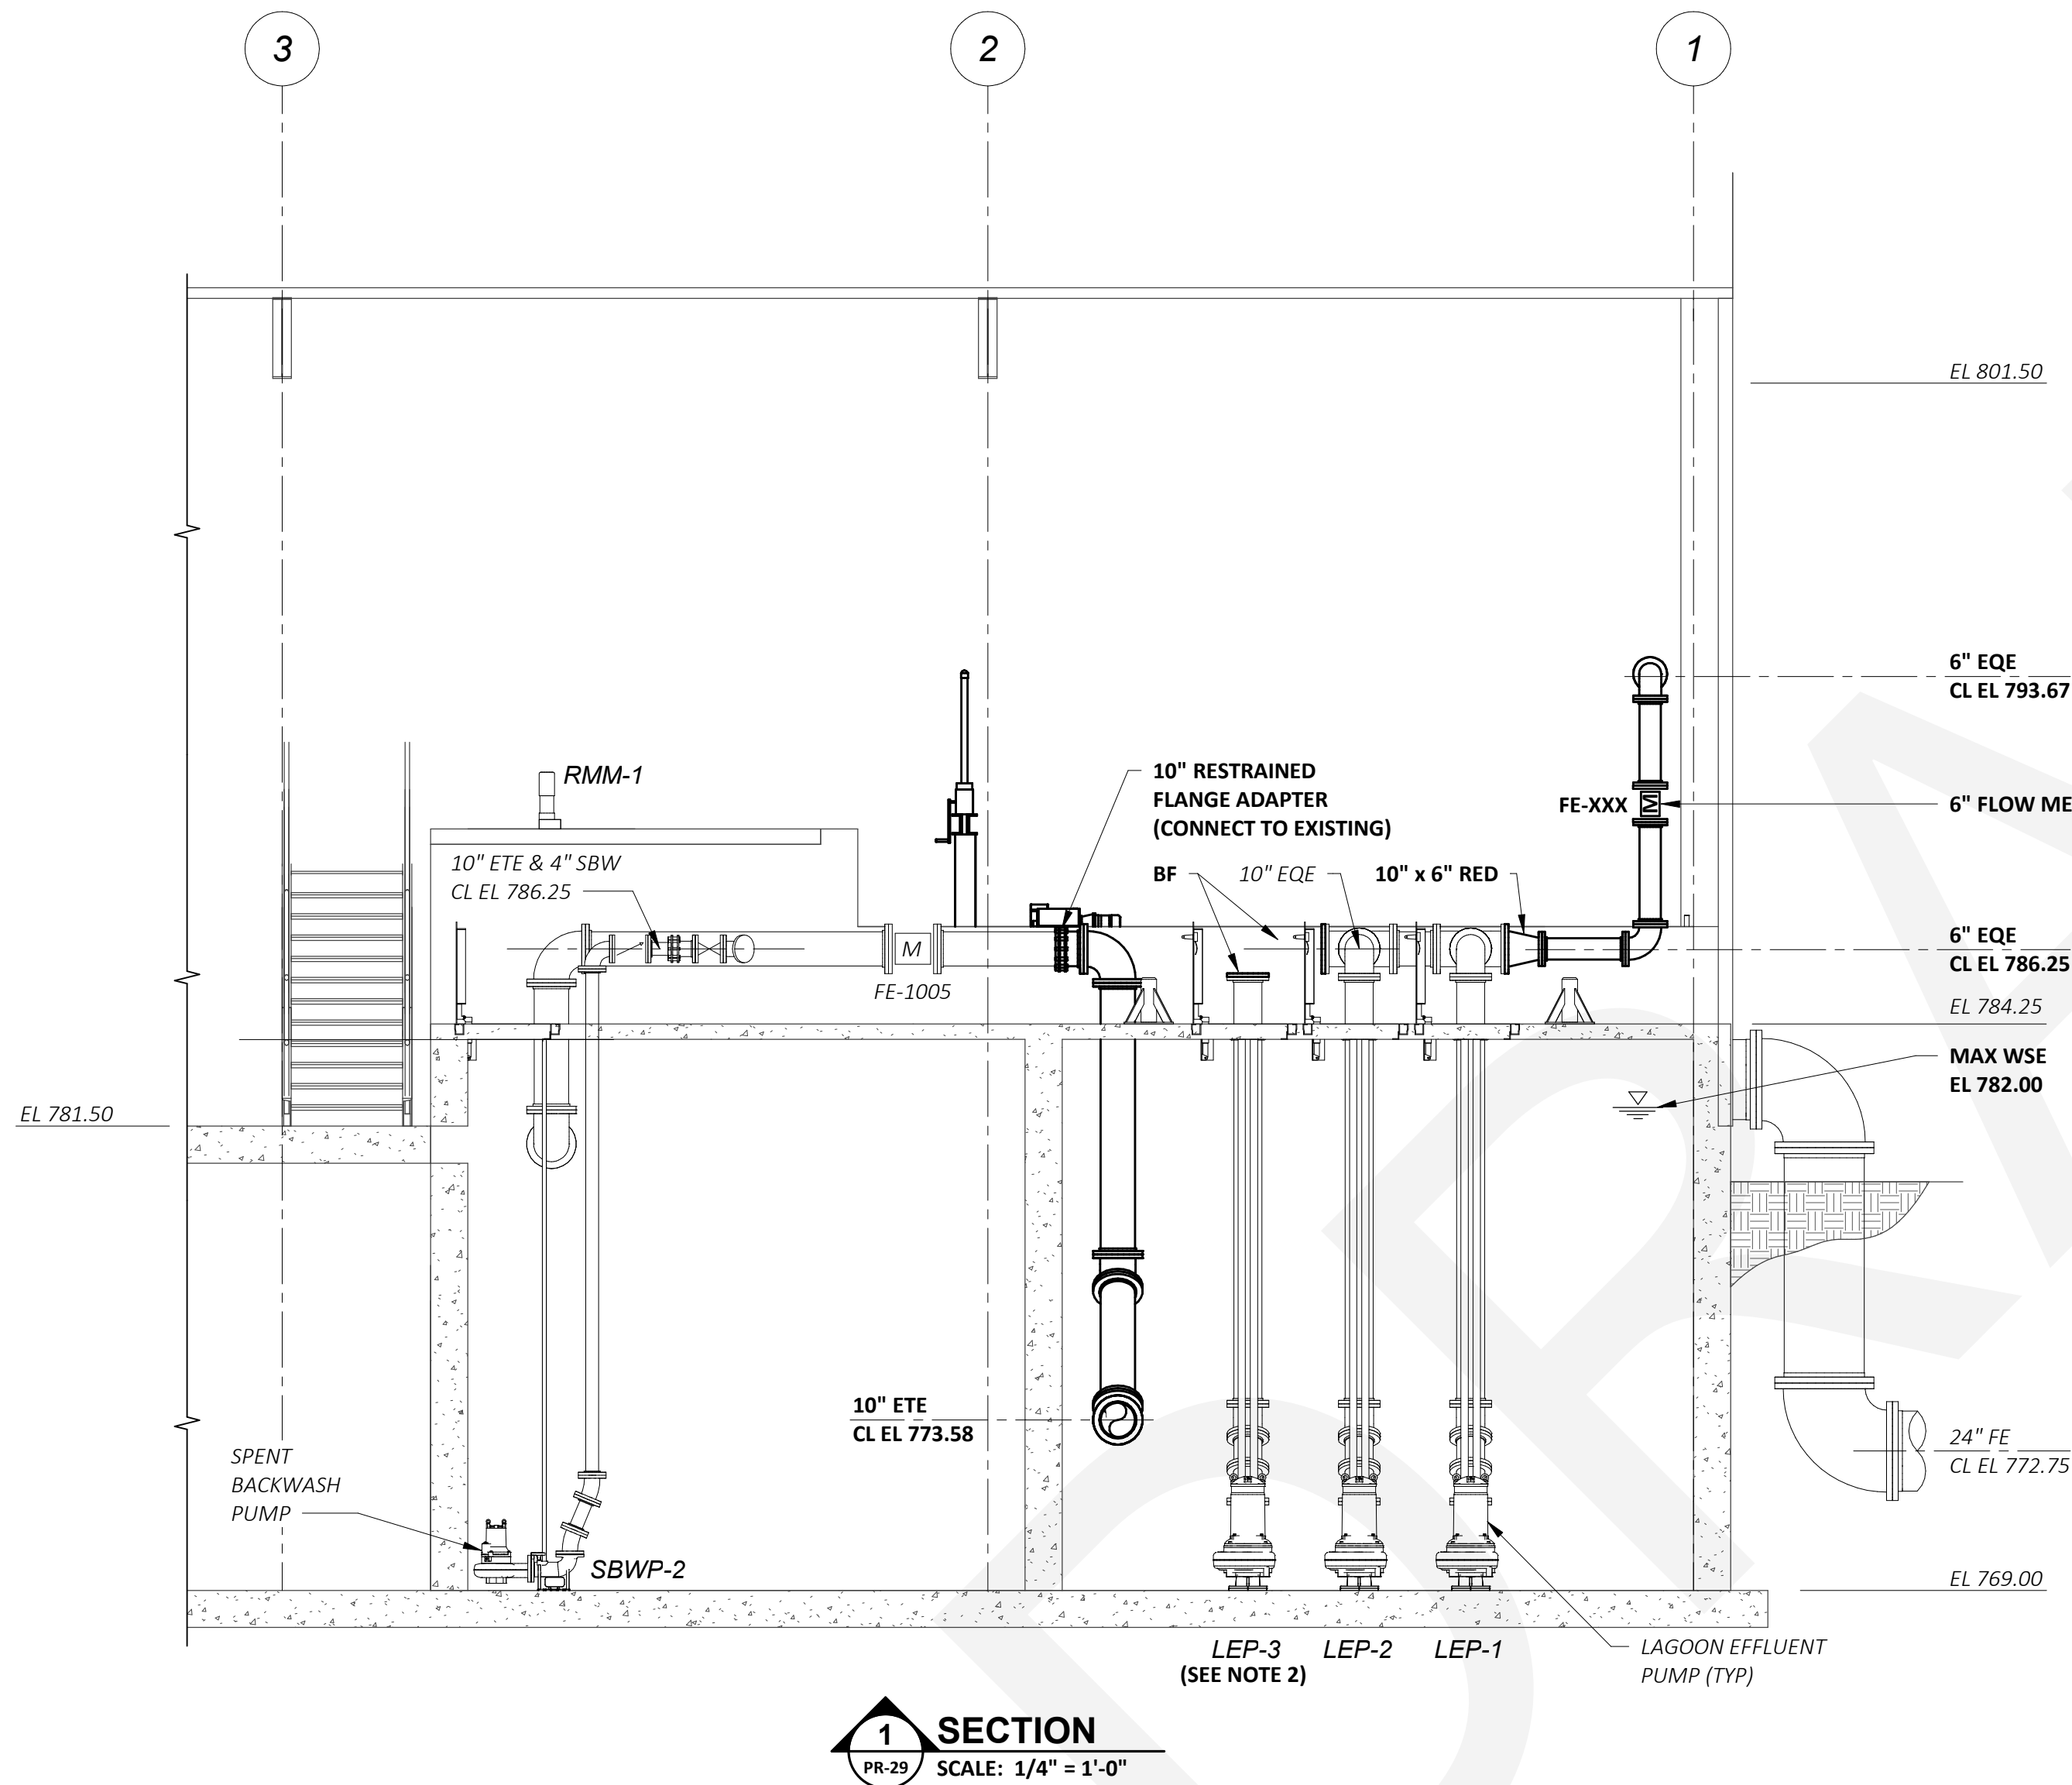 3
2
1
EL 801.50
6" EQE
CL EL 793.67
RMM-1
10" RESTRAINED
FLANGE ADAPTER
(CONNECT TO EXISTING)
FE-XXX
M
6" FLOW ME
10" ETE & 4" SBW
CL EL 786.25
BF
10" EQE
10" x 6" RED
M
FE-1005
6" EQE
CL EL 786.25
EL 784.25
MAX WSE
EL 782.00
EL 781.50
10" ETE
CL EL 773.58
24" FE
CL EL 772.75
SPENT
BACKWASH
PUMP
SBWP-2
EL 769.00
LEP-3
(SEE NOTE 2)
LEP-2
LEP-1
LAGOON EFFLUENT
PUMP (TYP)
1
PR-29
SECTION
SCALE: 1/4" = 1'-0"